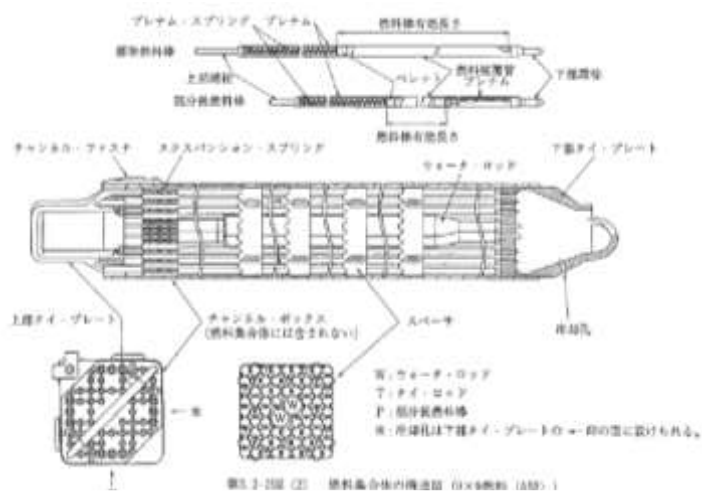 プレナム・スプリング プレナム 燃料棒有効長さ
標準燃料棒
上部端栓 ペレット 燃料被覆管 下部端栓
部分長燃料棒 プレナム
燃料棒有効長さ
チャンネル・ファスナ エクスパンション・スプリング ウォータ・ロッド 下部タイ・プレート
上部タイ・プレート チャンネル・ボックス
(燃料集合体には含まれない) スペーサ 冷却孔
W:ウォータ・ロッド
T:タイ・ロッド
P:部分長燃料棒
※:冷却孔は下部タイ・プレートの→印の面に設けられる。
燃料集合体の構造図